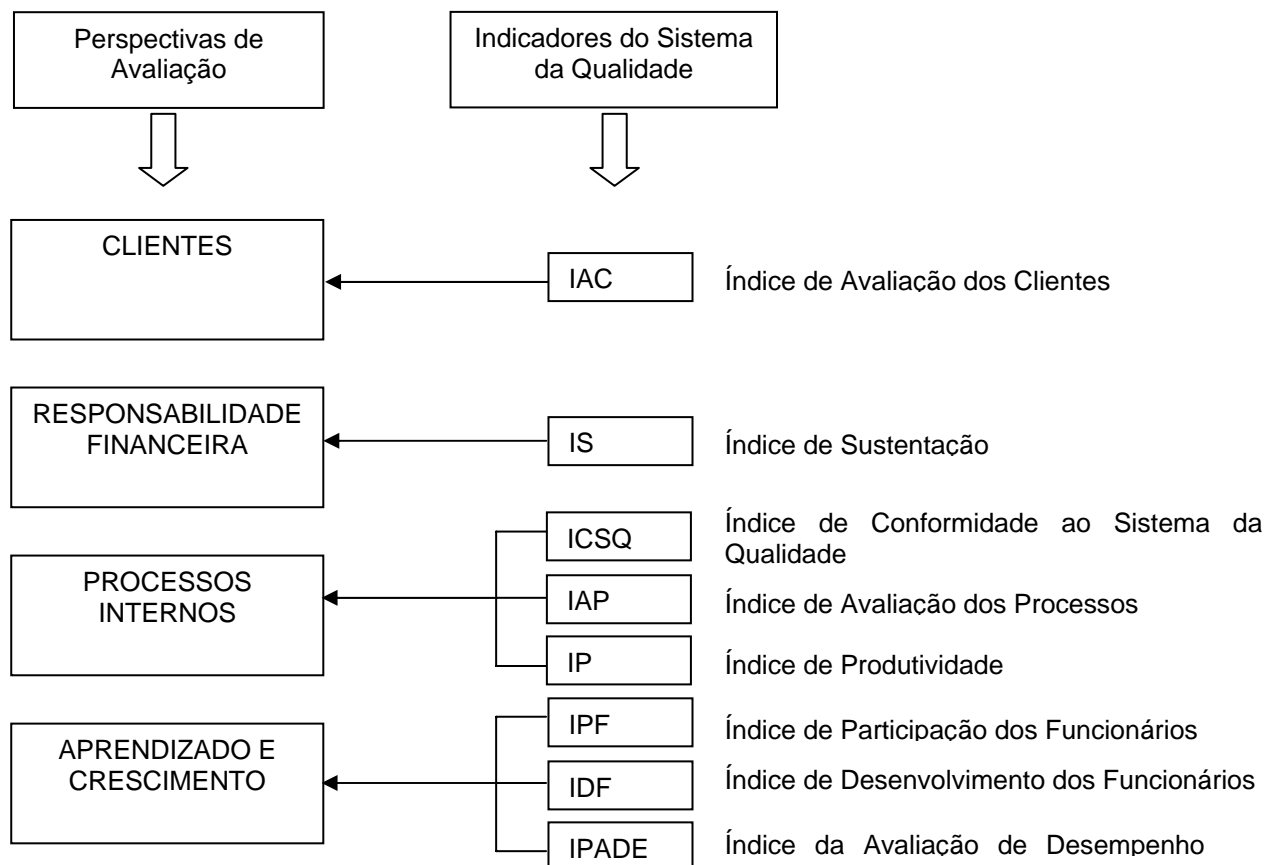 Perspectivas de
Avaliação
Indicadores do Sistema
da Qualidade
CLIENTES
IAC
Índice de Avaliação dos Clientes
RESPONSABILIDADE
FINANCEIRA
IS
Índice de Sustentação
PROCESSOS
INTERNOS
ICSQ
Índice de Conformidade ao Sistema da
Qualidade
IAP
Índice de Avaliação dos Processos
IP
Índice de Produtividade
APRENDIZADO E
CRESCIMENTO
IPF
Índice de Participação dos Funcionários
IDF
Índice de Desenvolvimento dos Funcionários
IPADE
Índice da Avaliação de Desempenho